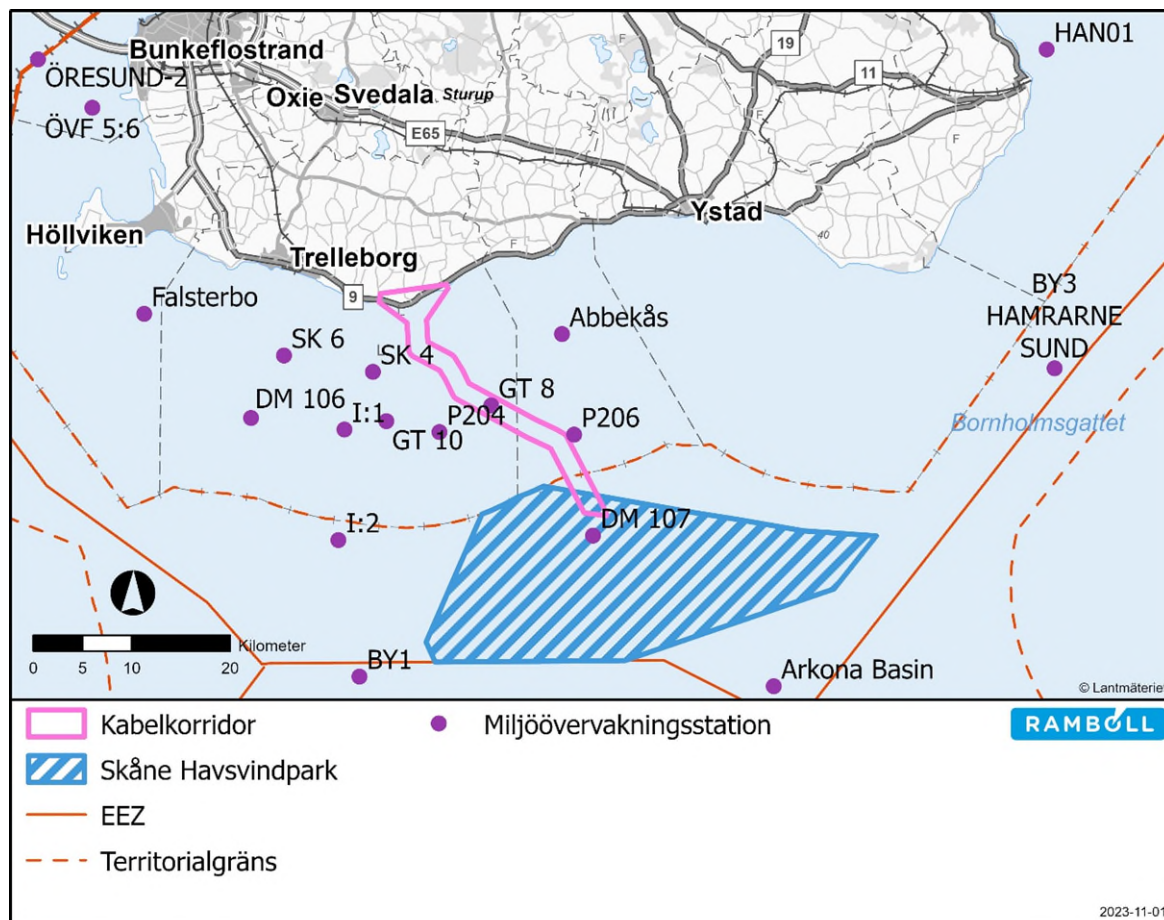 HAN01
19
Bunkeflostrand
ÖRESUND-2
11
Svedala
Sturup
Oxie
ÖVF 5:6
E65
F
F
Ystad
Höllviken
40
F
Trelleborg
BY3
HAMRARNE
SUND
9
Falsterbo
Abbekås
SK 6
SK 4
GT 8
DM 106
I:1
P204
P206
GT 10
Bornholmsgattet
I:2
DM 107
Kilometer
0 5 10 20
BY1
Arkona Basin
© Lantmäteriet
Kabelkorridor
Miljöövervakningsstation
RAMBOLL
Skåne Havsvindpark
EEZ
Territorialgräns
2023-11-01